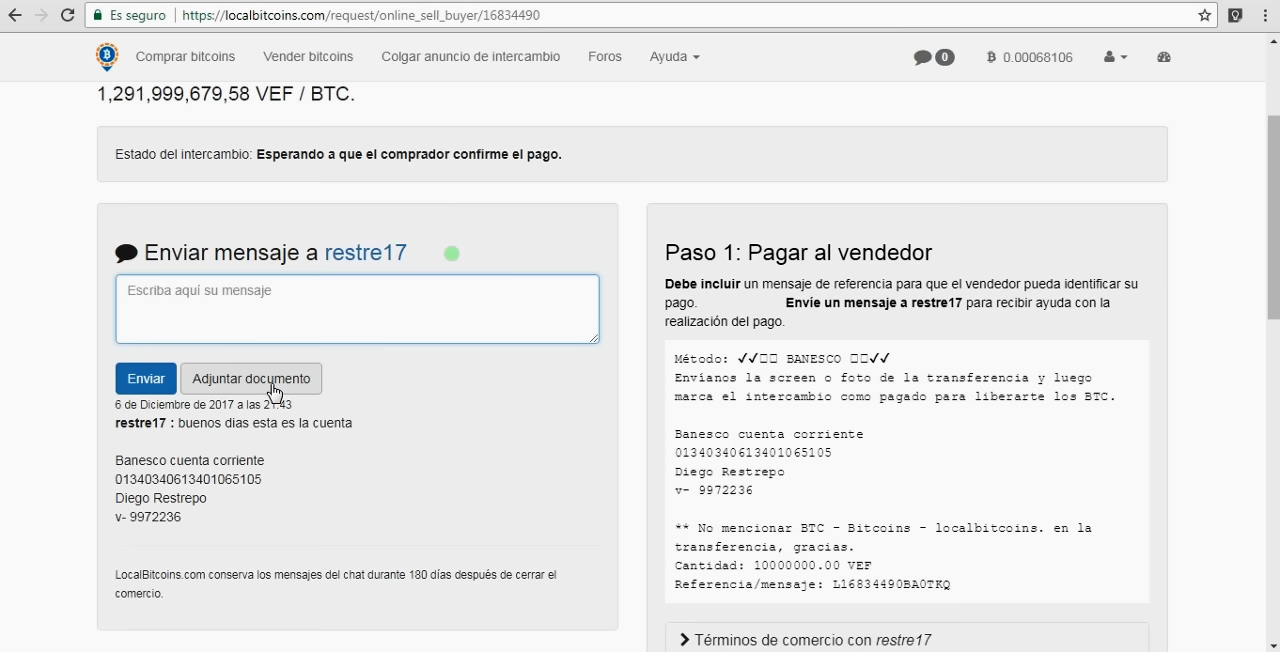 Es seguro https://localbitcoins.com/request/online_sell_buyer/16834490
Comprar bitcoins Vender bitcoins Colgar anuncio de intercambio Foros Ayuda 0 0.00068106
1,291,999,679,58 VEF / BTC.
Estado del intercambio: Esperando a que el comprador confirme el pago.
Enviar mensaje a restre17
Escriba aquí su mensaje
Enviar Adjuntar documento
6 de Diciembre de 2017 a las 21:43
restre17 : buenos dias esta es la cuenta
Banesco cuenta corriente
01340340613401065105
Diego Restrepo
v- 9972236
LocalBitcoins.com conserva los mensajes del chat durante 180 días después de cerrar el
comercio.
Paso 1: Pagar al vendedor
Debe incluir un mensaje de referencia para que el vendedor pueda identificar su
pago. Envíe un mensaje a restre17 para recibir ayuda con la
realización del pago.
Método: ✓✓□□ BANESCO □□✓✓
Envíanos la screen o foto de la transferencia y luego
marca el intercambio como pagado para liberarte los BTC.
Banesco cuenta corriente
01340340613401065105
Diego Restrepo
v- 9972236
** No mencionar BTC - Bitcoins - localbitcoins. en la
transferencia, gracias.
Cantidad: 10000000.00 VEF
Referencia/mensaje: L16834490BA0TKQ
Términos de comercio con restre17